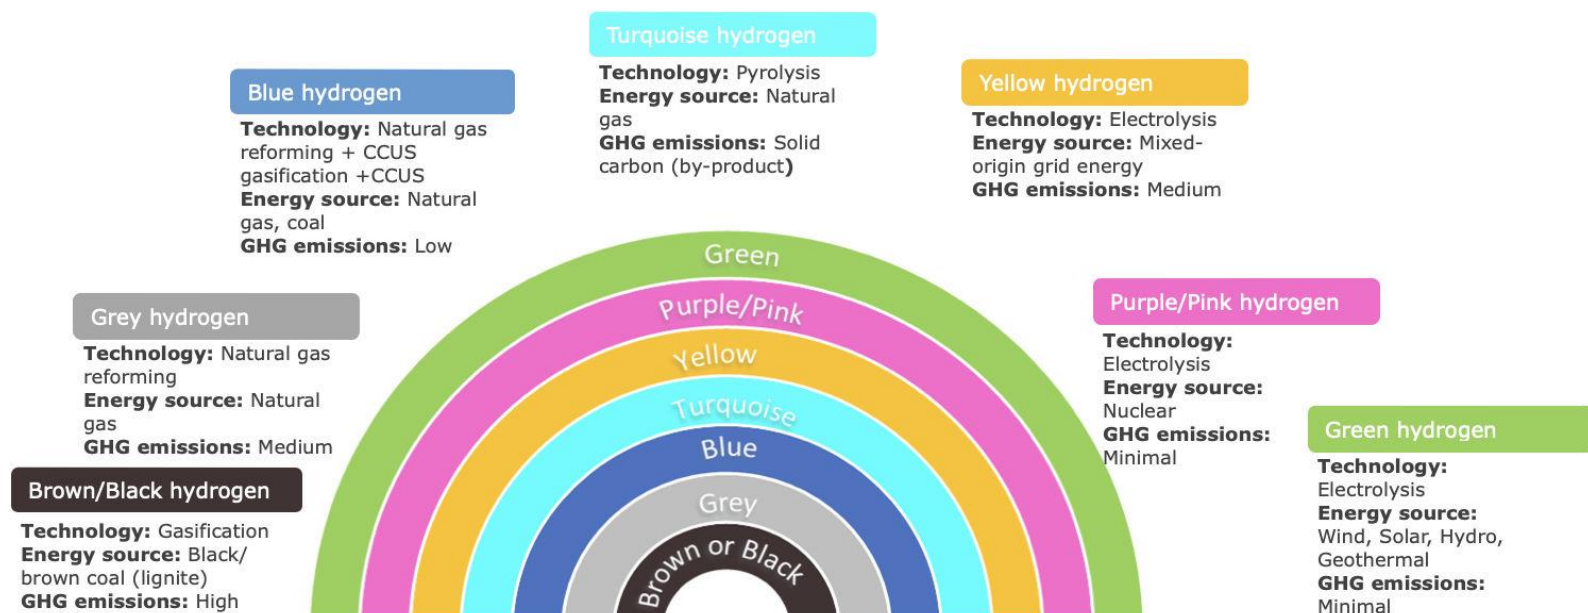 Turquoise hydrogen
Technology: Pyrolysis
Energy source: Natural
gas
GHG emissions: Solid
carbon (by-product)
Blue hydrogen
Technology: Natural gas
reforming + CCUS
gasification +CCUS
Energy source: Natural
gas, coal
GHG emissions: Low
Yellow hydrogen
Technology: Electrolysis
Energy source: Mixed-
origin grid energy
GHG emissions: Medium
Grey hydrogen
Technology: Natural gas
reforming
Energy source: Natural
gas
GHG emissions: Medium
Brown/Black hydrogen
Technology: Gasification
Energy source: Black/
brown coal (lignite)
GHG emissions: High
Green
Purple/Pink
Yellow
Turquoise
Blue
Grey
Brown or Black
Purple/Pink hydrogen
Technology:
Electrolysis
Energy source:
Nuclear
GHG emissions:
Minimal
Green hydrogen
Technology:
Electrolysis
Energy source:
Wind, Solar, Hydro,
Geothermal
GHG emissions:
Minimal